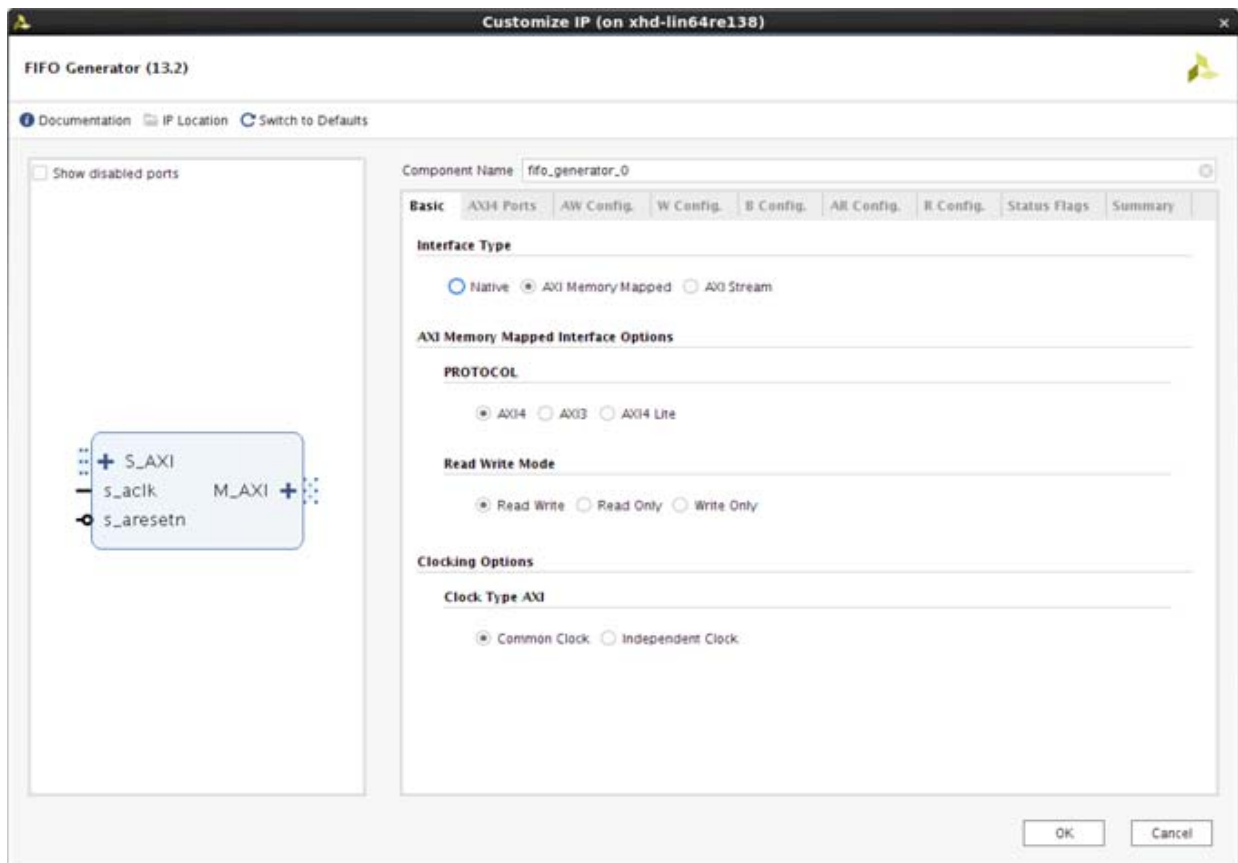 Customize IP (on xhd-lin64re138)
FIFO Generator (13.2)
Documentation IP Location Switch to Defaults
Show disabled ports
Component Name fifo_generator_0
Basic AXI4 Ports AW Config. W Config. B Config. AR Config. R Config. Status Flags Summary
Interface Type
Native AXI Memory Mapped AXI Stream
AXI Memory Mapped Interface Options
PROTOCOL
AXI4 AXI3 AXI4 Lite
Read Write Mode
Read Write Read Only Write Only
Clocking Options
Clock Type AXI
Common Clock Independent Clock
S_AXI
s_aclk M_AXI
s_aresetn
OK Cancel